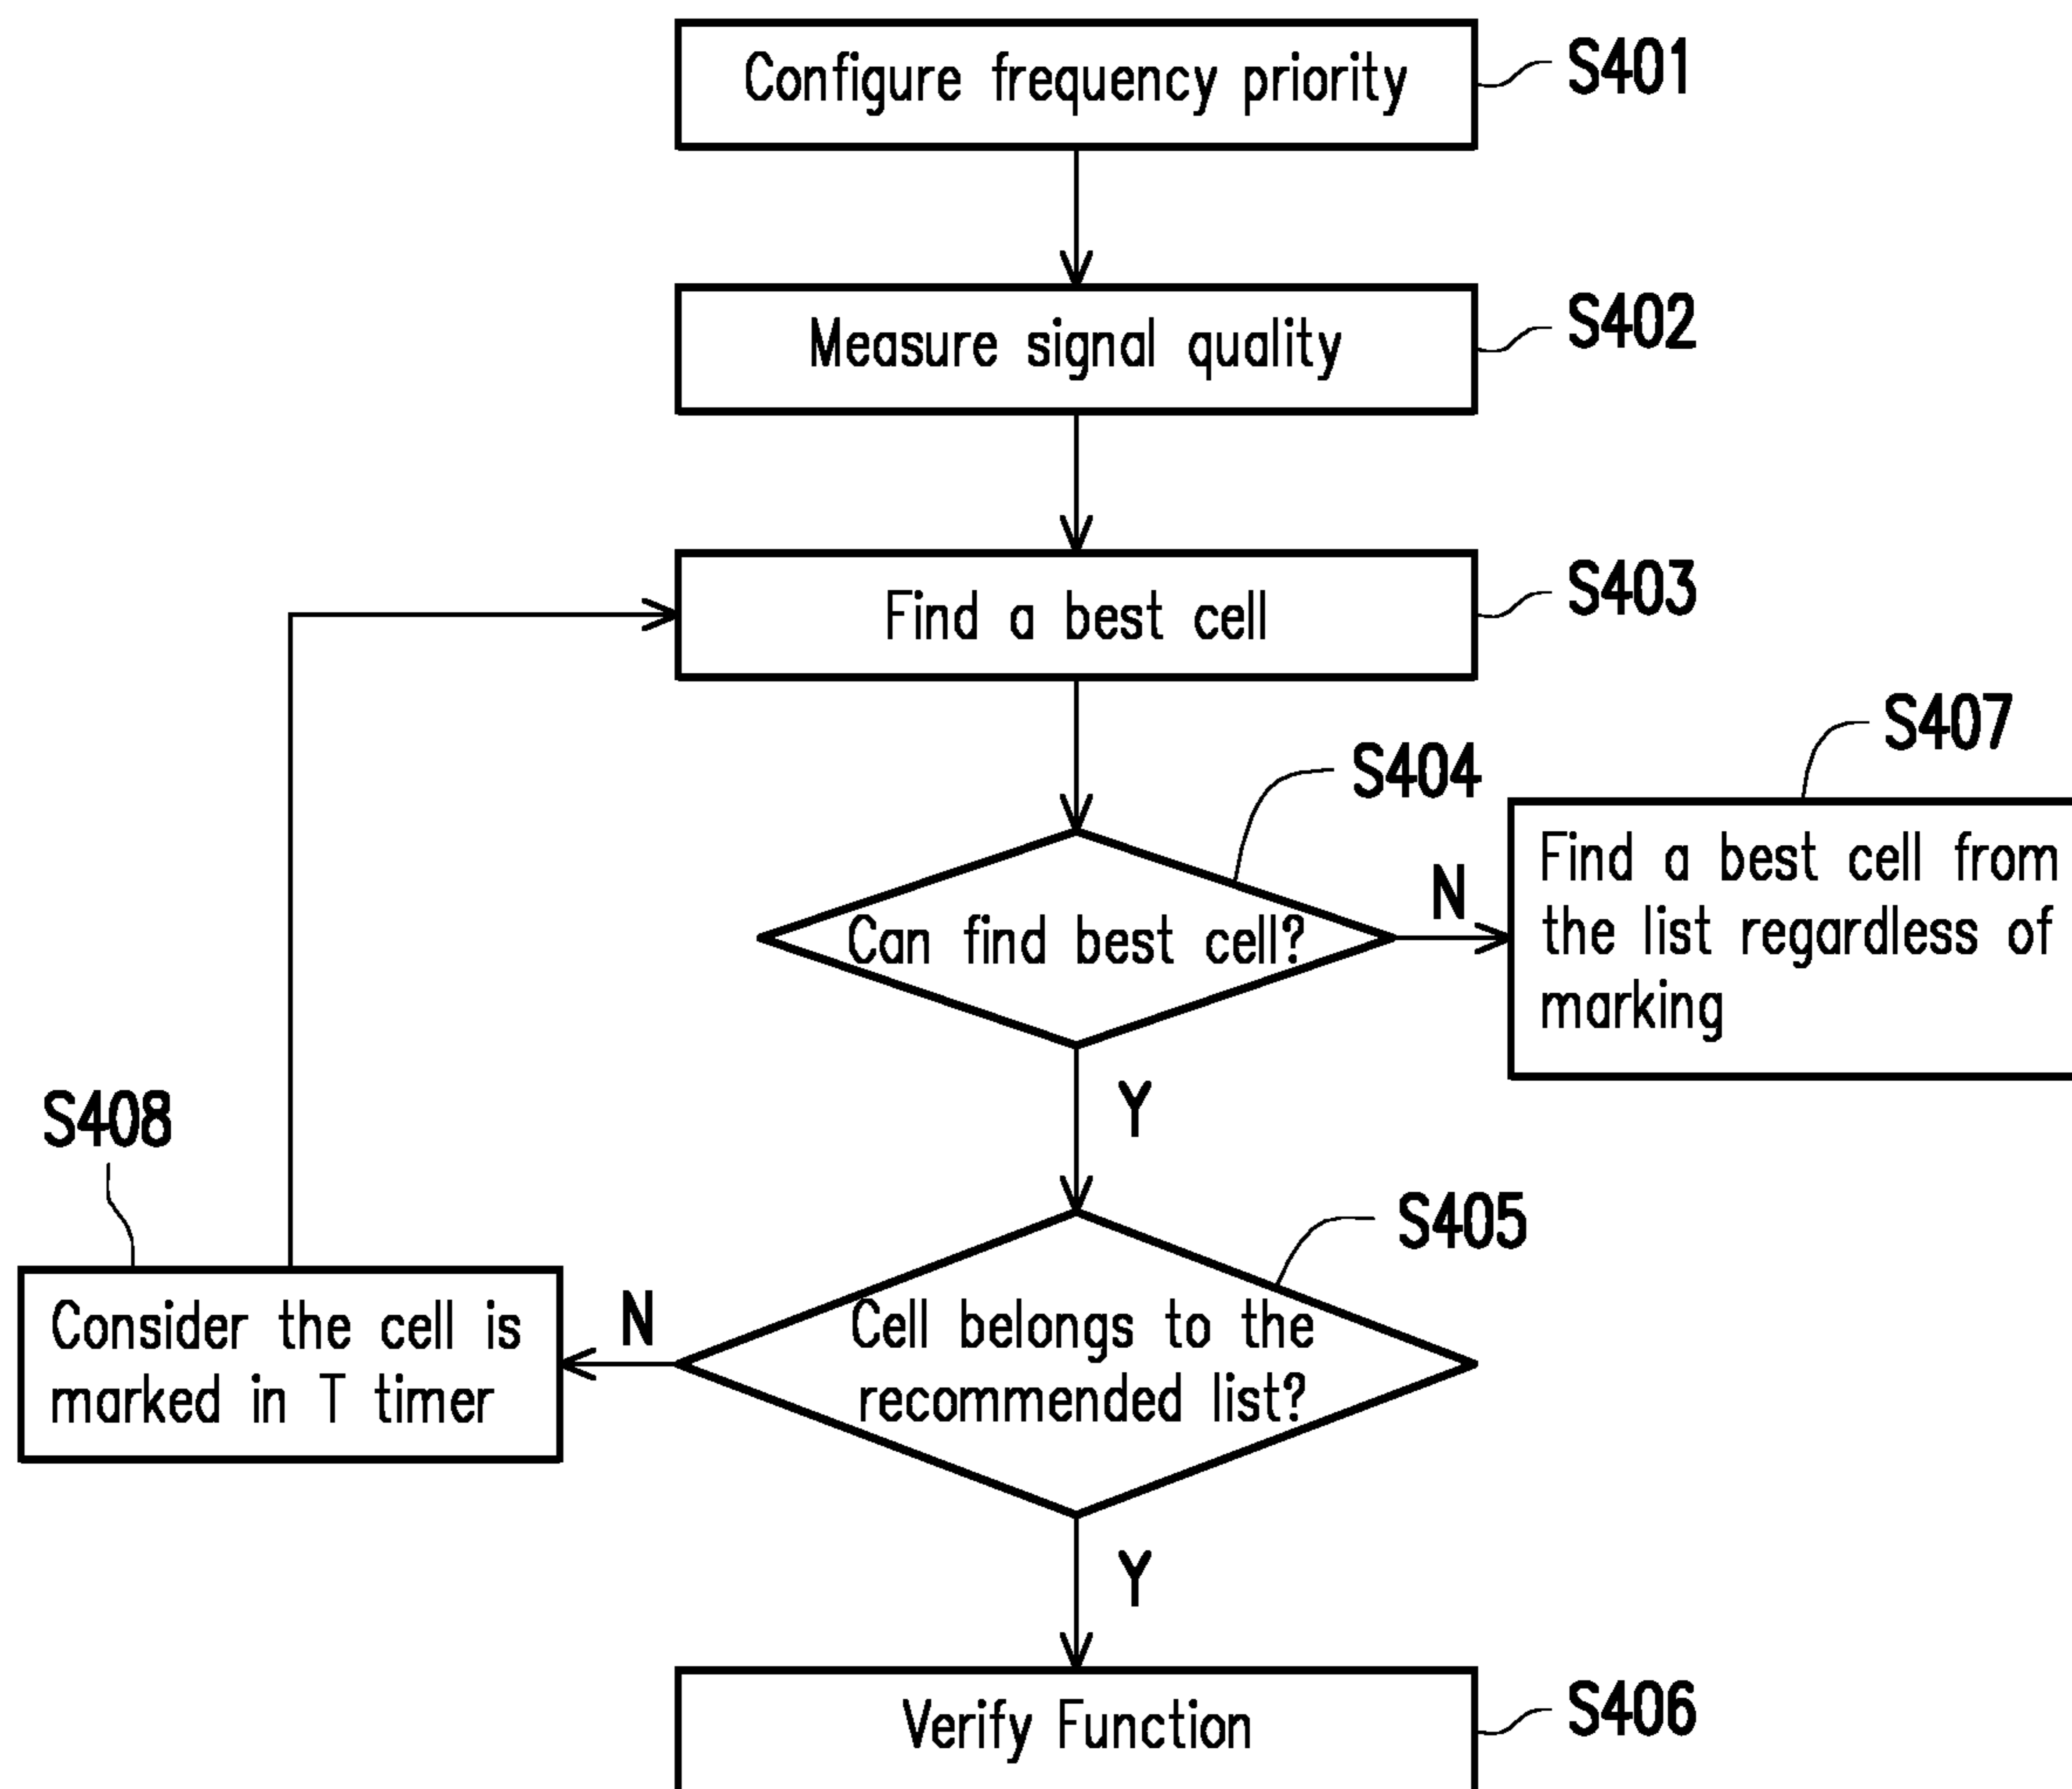 Configure frequency priority
S401
Measure signal quality
S402
Find a best cell
S403
S407
S404
Find a best cell from
the list regardless of
marking
N
Can find best cell?
Y
S408
S405
Consider the cell is
marked in T timer
N
Cell belongs to the
recommended list?
Y
Verify Function
S406